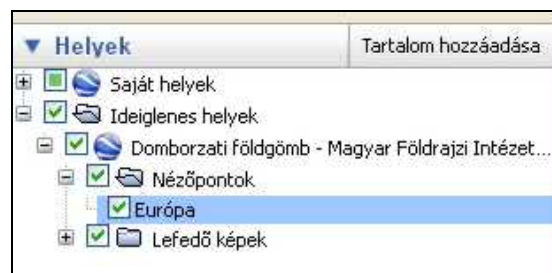 Helyek
Tartalom hozzáadása
Saját helyek
Ideiglenes helyek
Domborzati földgömb - Magyar Földrajzi Intézet...
Nézőpontok
Európa
Lefedő képek